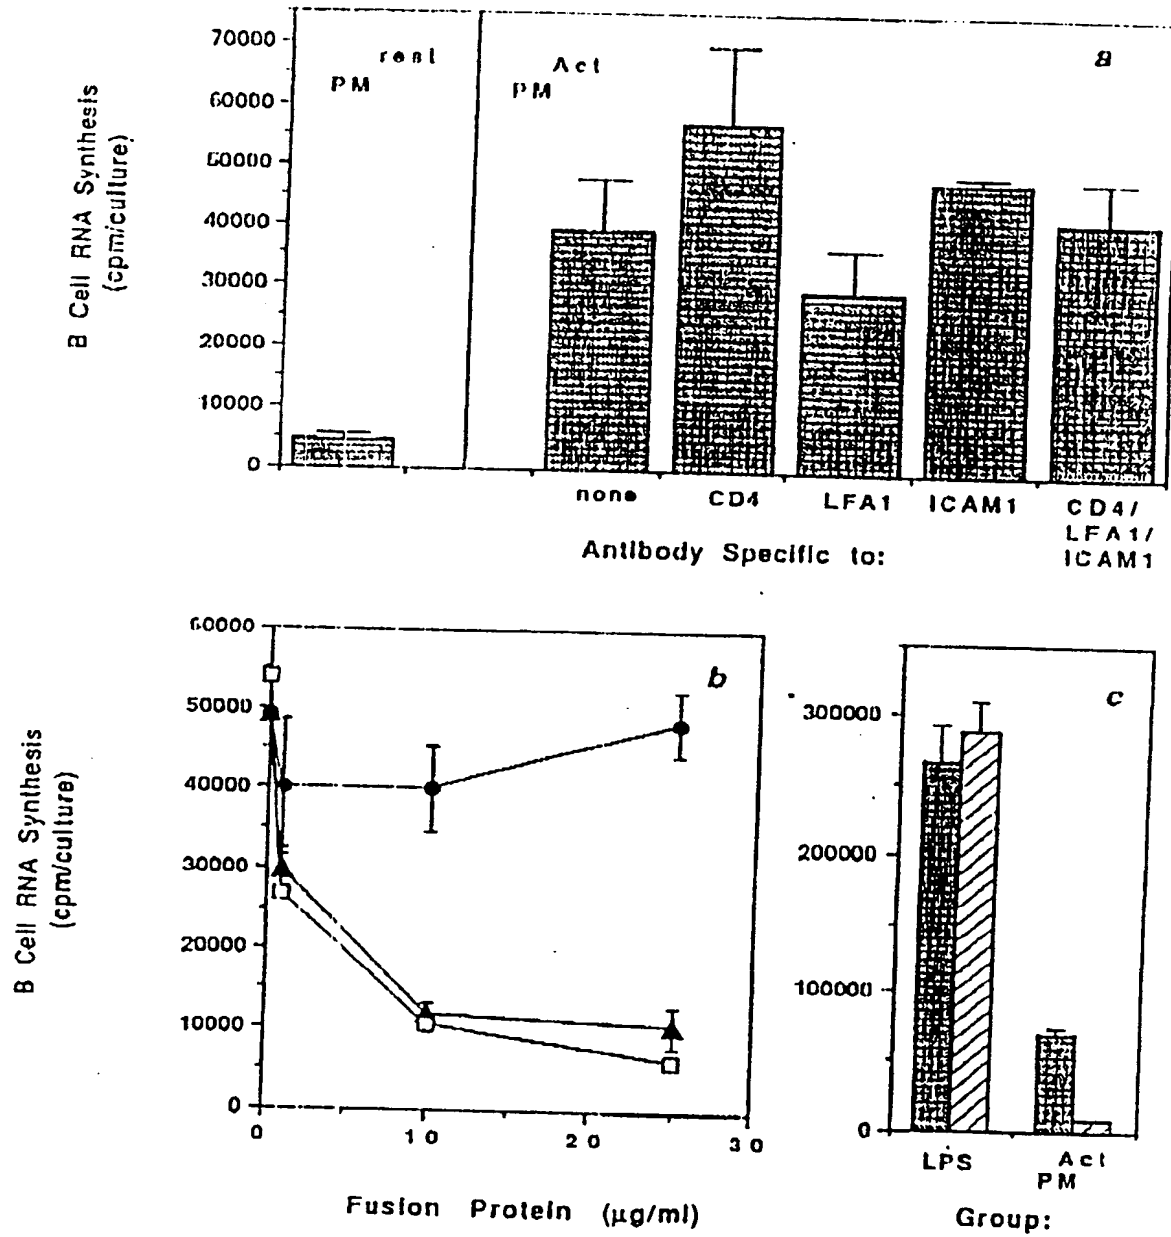 B Cell RNA Synthesis
(cpm/culture)
70000
60000
50000
40000
30000
20000
10000
0
rest
PM
Act
PM
a
none
CD4
LFA1
ICAM1
CD4/
LFA1/
ICAM1
Antibody Specific to:
B Cell RNA Synthesis
(cpm/culture)
60000
50000
40000
30000
20000
10000
0
b
0
10
20
30
Fusion Protein (µg/ml)
300000
200000
100000
0
c
LPS
Act
PM
Group: